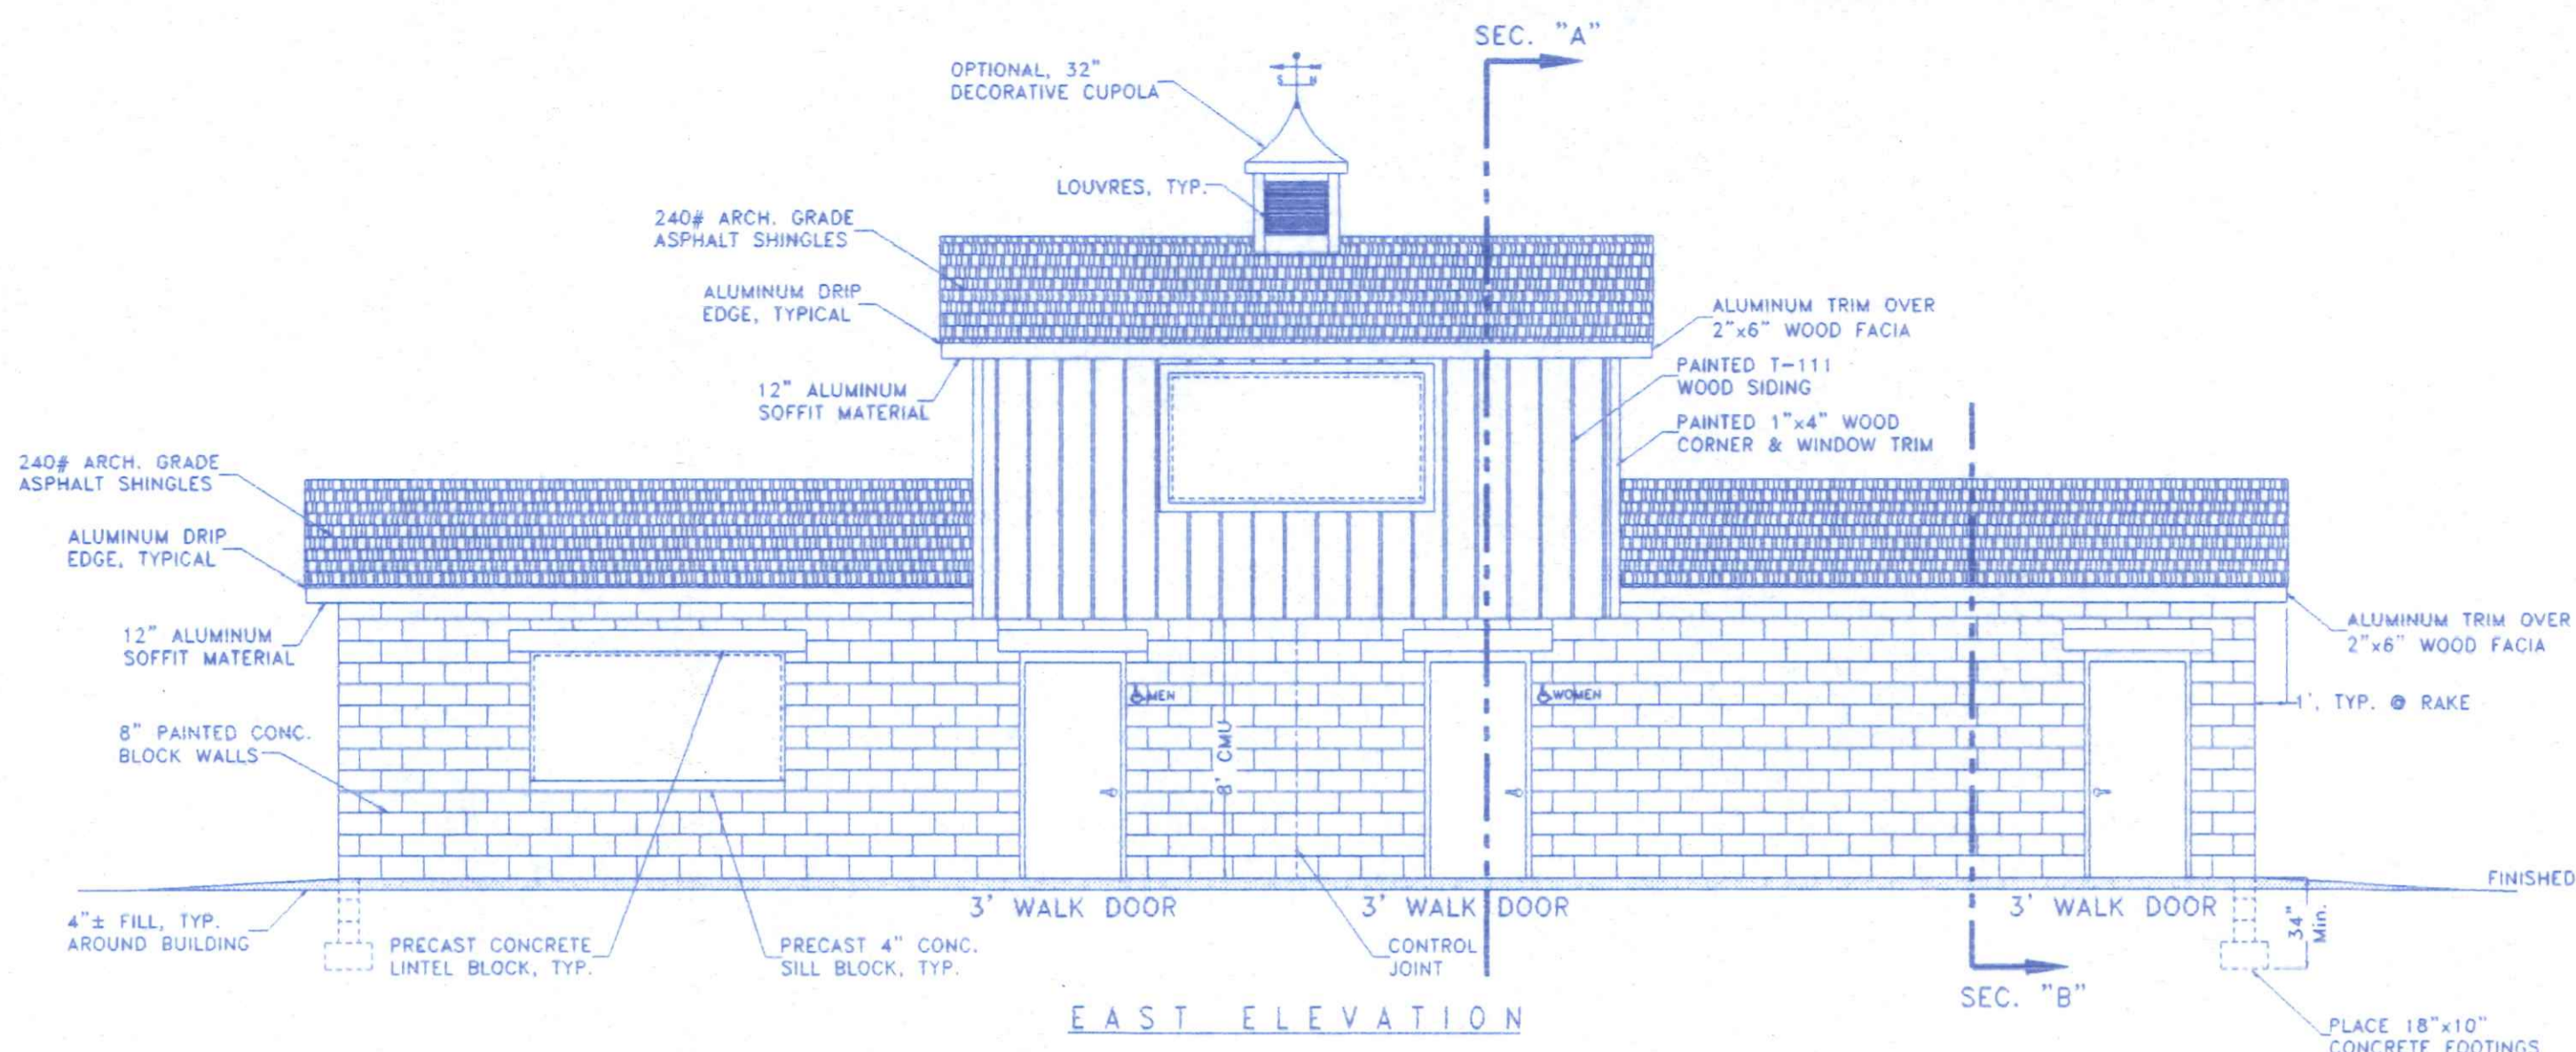 SEC. "A"
OPTIONAL, 32"
DECORATIVE CUPOLA
S N
LOUVRES, TYP.
240# ARCH. GRADE
ASPHALT SHINGLES
ALUMINUM DRIP
EDGE, TYPICAL
12" ALUMINUM
SOFFIT MATERIAL
ALUMINUM TRIM OVER
2"x6" WOOD FACIA
PAINTED T-111
WOOD SIDING
PAINTED 1"x4" WOOD
CORNER & WINDOW TRIM
240# ARCH. GRADE
ASPHALT SHINGLES
ALUMINUM DRIP
EDGE, TYPICAL
12" ALUMINUM
SOFFIT MATERIAL
8" PAINTED CONC.
BLOCK WALLS
MEN
8' CMU
WOMEN
ALUMINUM TRIM OVER
2"x6" WOOD FACIA
1', TYP. @ RAKE
FINISHED
4"± FILL, TYP.
AROUND BUILDING
3' WALK DOOR
3' WALK DOOR
3' WALK DOOR
34"
Min.
PRECAST CONCRETE
LINTEL BLOCK, TYP.
PRECAST 4" CONC.
SILL BLOCK, TYP.
CONTROL
JOINT
SEC. "B"
EAST ELEVATION
PLACE 18"x10"
CONCRETE FOOTINGS